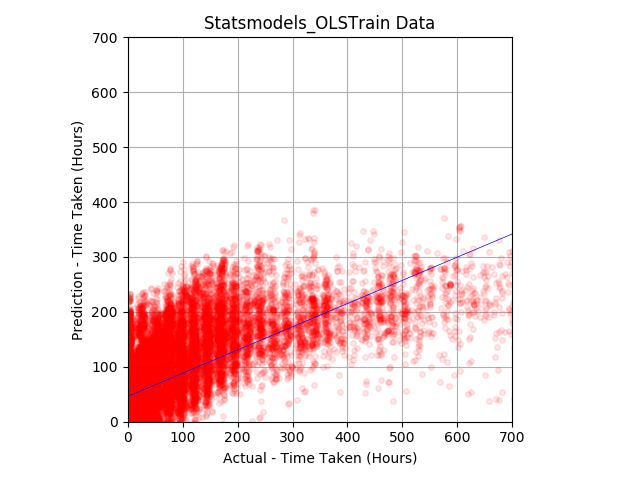 Statsmodels_OLSTrain Data
700
600
500
400
300
200
100
0
Prediction - Time Taken (Hours)
0 100 200 300 400 500 600 700
Actual - Time Taken (Hours)